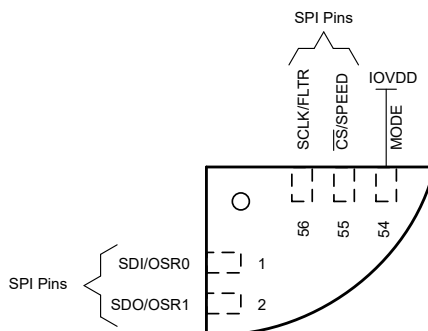 SPI Pins
SCLK/FLTR
CS/SPEED
IOVDD
MODE
56
55
54
SPI Pins
SDI/OSR0
1
SDO/OSR1
2